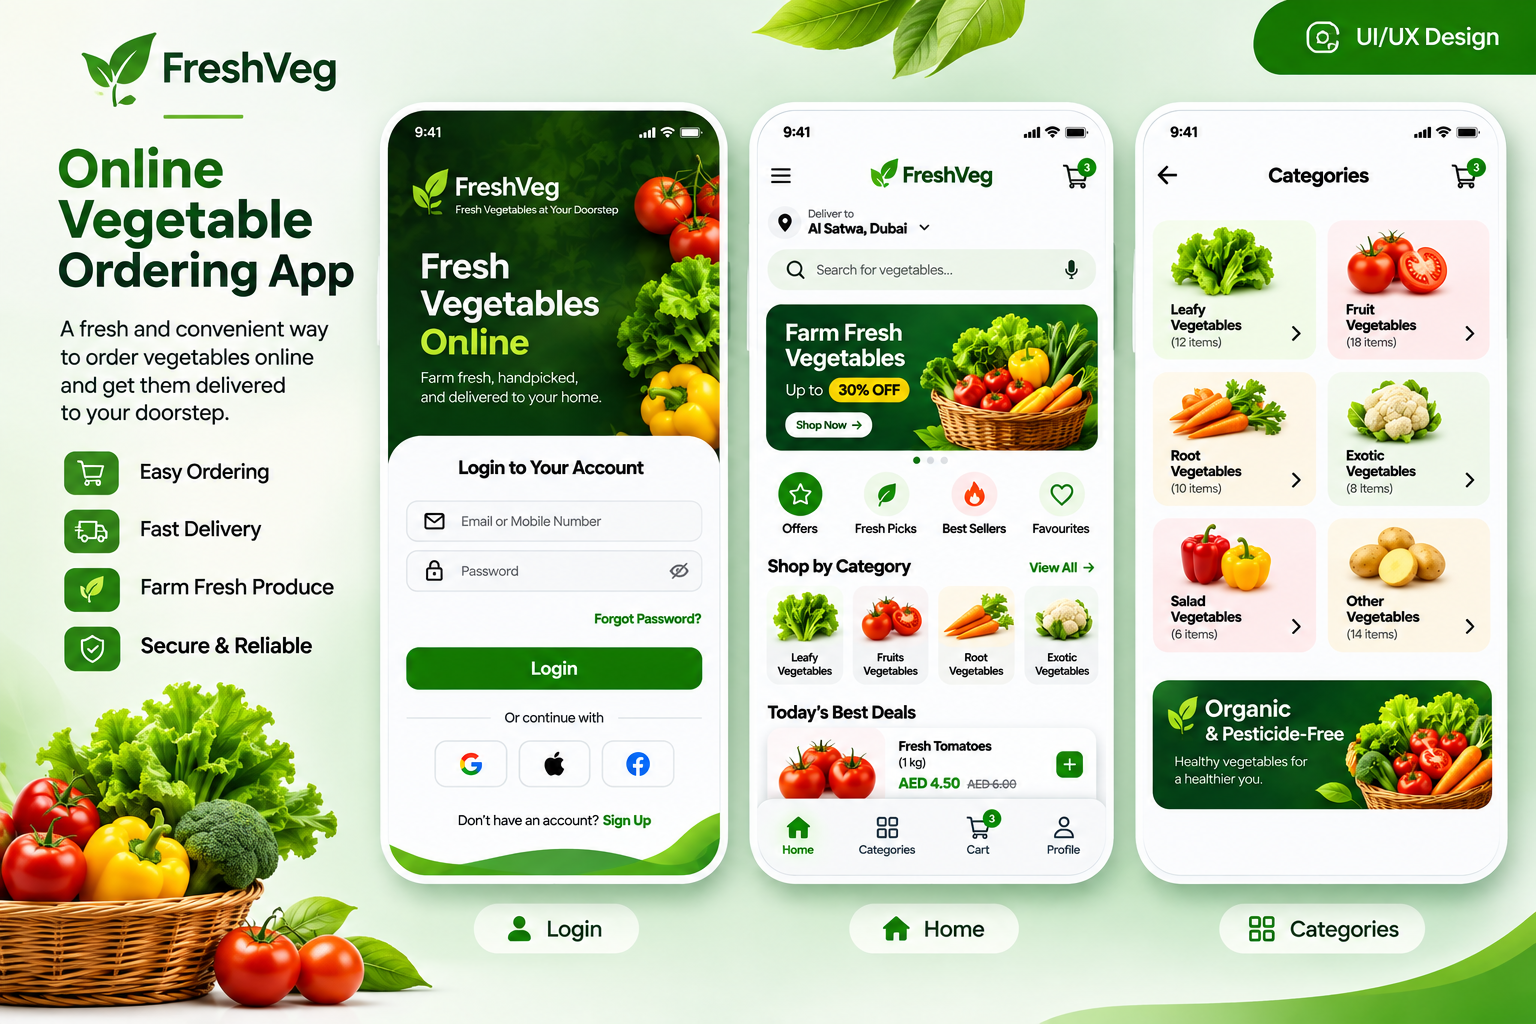 FreshVeg
Online
Vegetable
Ordering App
A fresh and convenient way
to order vegetables online
and get them delivered
to your doorstep.
Easy Ordering
Fast Delivery
Farm Fresh Produce
Secure & Reliable
UI/UX Design
9:41
FreshVeg
Fresh Vegetables at Your Doorstep
Fresh
Vegetables
Online
Farm fresh, handpicked,
and delivered to your home.
Login to Your Account
Email or Mobile Number
Password
Forgot Password?
Login
Or continue with
Don't have an account? Sign Up
Login
9:41
FreshVeg
3
Deliver to
Al Satwa, Dubai
Search for vegetables...
Farm Fresh
Vegetables
Up to 30% OFF
Shop Now →
Offers
Fresh Picks
Best Sellers
Favourites
Shop by Category
View All →
Leafy
Vegetables
Fruits
Vegetables
Root
Vegetables
Exotic
Vegetables
Today's Best Deals
Fresh Tomatoes
(1 kg)
AED 4.50 AED 6.00
Home
Categories
3
Cart
Profile
Home
9:41
Categories
3
Leafy
Vegetables
(12 items)
Fruit
Vegetables
(18 items)
Root
Vegetables
(10 items)
Exotic
Vegetables
(8 Items)
Salad
Vegetables
(6 items)
Other
Vegetables
(14 items)
Organic
& Pesticide-Free
Healthy vegetables for
a healthier you.
Categories